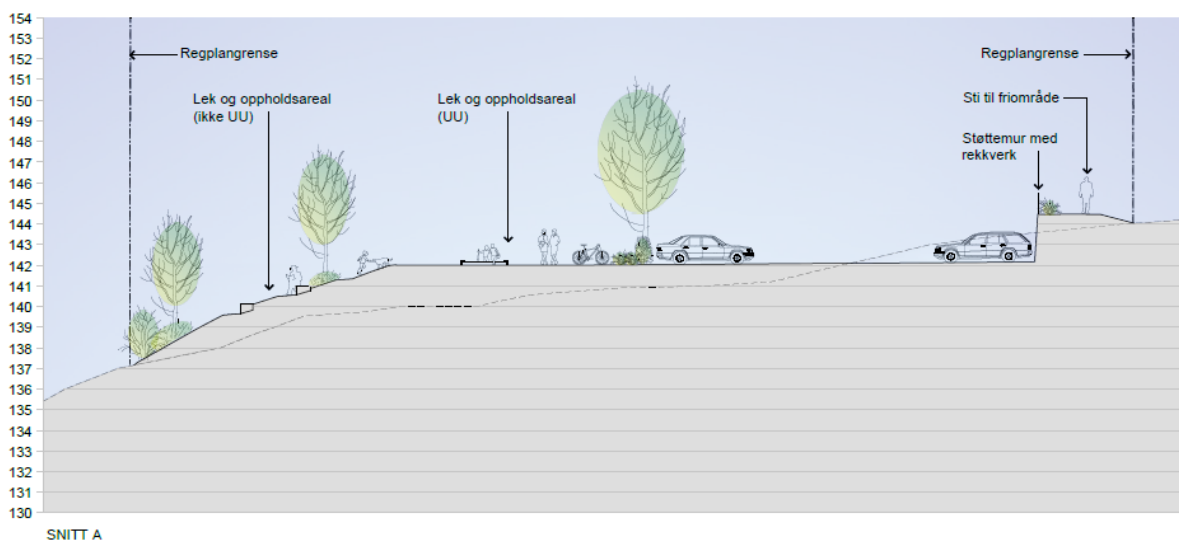 154
153
152
151
150
149
148
147
146
145
144
143
142
141
140
139
138
137
136
135
134
133
132
131
130
Regplangrense
Regplangrense
Lek og oppholdsareal
(ikke UU)
Lek og oppholdsareal
(UU)
Sti til friområde
Støttemur med
rekkverk
SNITT A